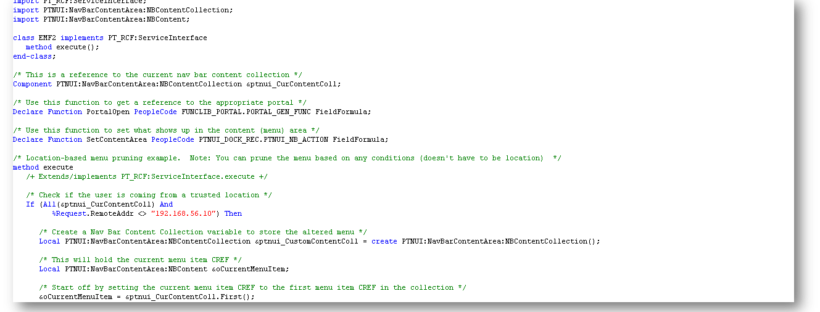 import PT_RCF:ServiceInterface;
import PTNUI:NavBarContentArea:NBContentCollection;
import PTNUI:NavBarContentArea:NBContent;
class EMF2 implements PT_RCF:ServiceInterface
method execute();
end-class;
/* This is a reference to the current nav bar content collection */
Component PTNUI:NavBarContentArea:NBContentCollection &ptnui_CurContentColl;
/* Use this function to get a reference to the appropriate portal */
Declare Function PortalOpen PeopleCode FUNCLIB_PORTAL.PORTAL_GEN_FUNC FieldFormula;
/* Use this function to set what shows up in the content (menu) area */
Declare Function SetContentArea PeopleCode PTNUI_DOCK_REC.PTNUI_NB_ACTION FieldFormula;
/* Location-based menu pruning example.  Note: You can prune the menu based on any conditions (doesn't have to be location)  */
method execute
/+ Extends/implements PT_RCF:ServiceInterface.execute +/
/* Check if the user is coming from a trusted location */
If (All(&ptnui_CurContentColl) And
%Request.RemoteAddr <> "192.168.56.10") Then
/* Create a Nav Bar Content Collection variable to store the altered menu */
Local PTNUI:NavBarContentArea:NBContentCollection &ptnui_CustomContentColl = create PTNUI:NavBarContentArea:NBContentCollection();
/* This will hold the current menu item CREF */
Local PTNUI:NavBarContentArea:NBContent &oCurrentMenuItem;
/* Start off by setting the current menu item CREF to the first menu item CREF in the collection */
&oCurrentMenuItem = &ptnui_CurContentColl.First();